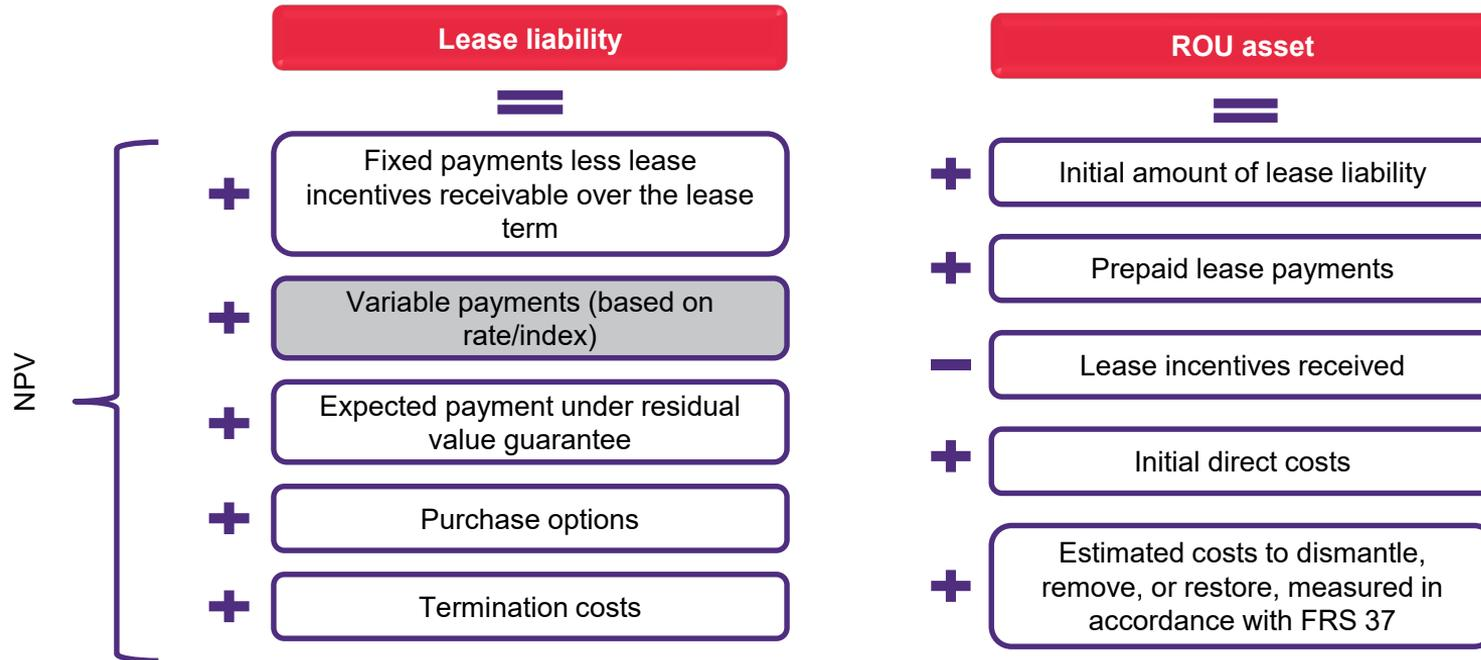 Lease liability
Fixed payments less lease
incentives receivable over the lease
term
Variable payments (based on
rate/index)
Expected payment under residual
value guarantee
Purchase options
Termination costs
NPV
ROU asset
Initial amount of lease liability
Prepaid lease payments
Lease incentives received
Initial direct costs
Estimated costs to dismantle,
remove, or restore, measured in
accordance with FRS 37